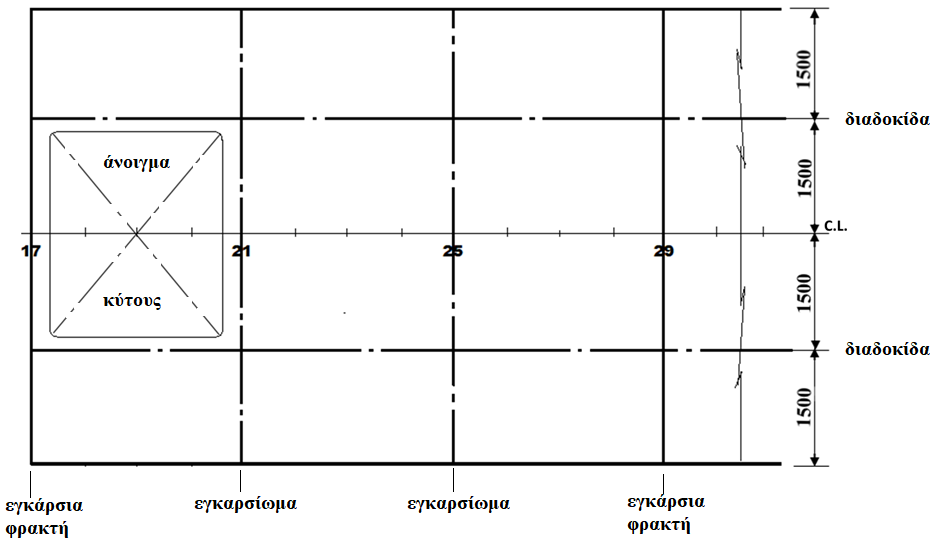 1500
διαδοκίδα
άνοιγμα
1500
C.L.
17
21
25
29
κύτους
1500
διαδοκίδα
1500
εγκάρσια
φρακτή
εγκαρσίωμα
εγκαρσίωμα
εγκάρσια
φρακτή